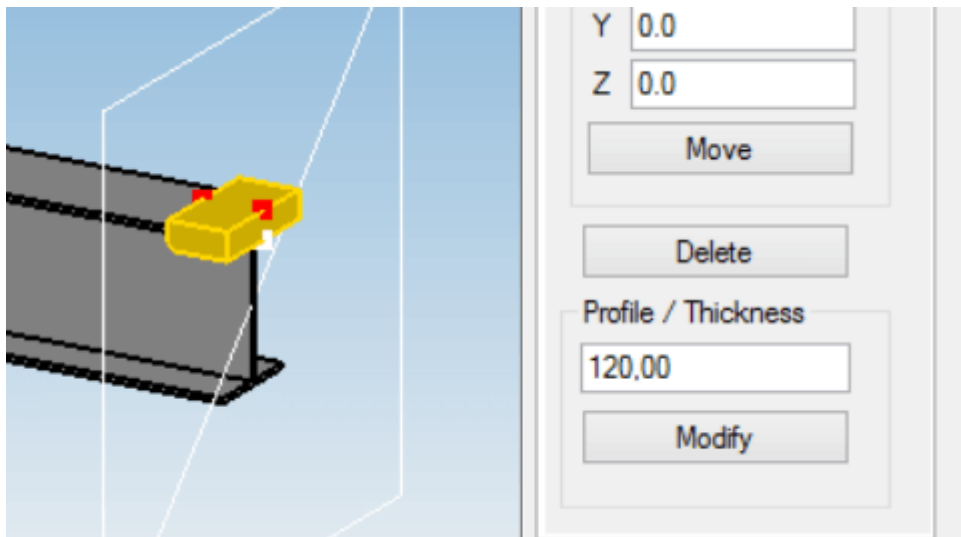 Y 0.0
Z 0.0
Move
Delete
Profile / Thickness
120,00
Modify